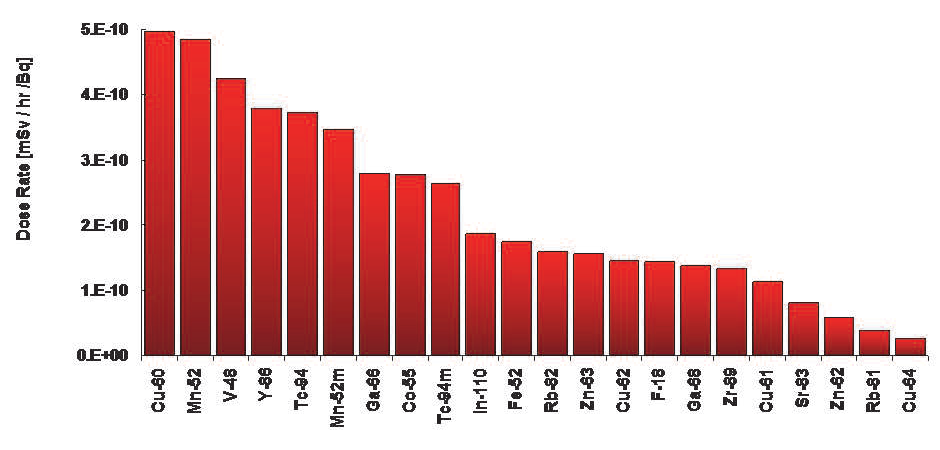 Dose Rate [mSv / hr /Bq]
5.E-10
4.E-10
3.E-10
2.E-10
1.E-10
0.E+00
Cu-60
Mn-52
V-48
Y-86
Tc-94
Mn-52m
Ga-66
Co-55
Tc-94m
In-110
Fe-52
Rb-82
Zn-63
Cu-62
F-18
Ga-68
Zr-89
Cu-61
Sr-83
Zn-62
Rb-81
Cu-64